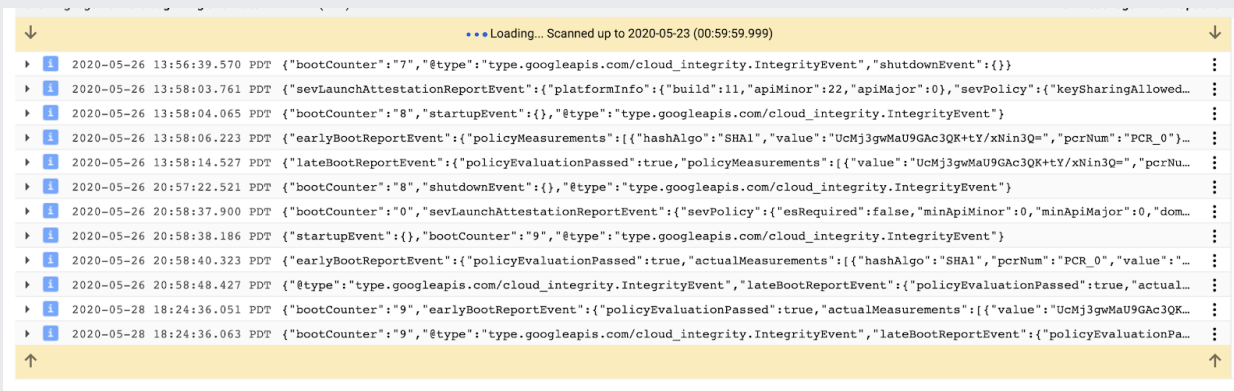 Loading... Scanned up to 2020-05-23 (00:59:59.999)
2020-05-26 13:56:39.570 PDT {"bootCounter":"7","@type":"type.googleapis.com/cloud_integrity.IntegrityEvent","shutdownEvent":{}}
2020-05-26 13:58:03.761 PDT {"sevLaunchAttestationReportEvent":{"platformInfo":{"build":11,"apiMinor":22,"apiMajor":0},"sevPolicy":{"keySharingAllowed…
2020-05-26 13:58:04.065 PDT {"bootCounter":"8","startupEvent":{},"@type":"type.googleapis.com/cloud_integrity.IntegrityEvent"}
2020-05-26 13:58:06.223 PDT {"earlyBootReportEvent":{"policyMeasurements":[{"hashAlgo":"SHA1","value":"UcMj3gwMaU9GAc3QK+tY/xNin3Q=","pcrNum":"PCR_0"}…
2020-05-26 13:58:14.527 PDT {"lateBootReportEvent":{"policyEvaluationPassed":true,"policyMeasurements":[{"value":"UcMj3gwMaU9GAc3QK+tY/xNin3Q=","pcrNu…
2020-05-26 20:57:22.521 PDT {"bootCounter":"8","shutdownEvent":{},"@type":"type.googleapis.com/cloud_integrity.IntegrityEvent"}
2020-05-26 20:58:37.900 PDT {"bootCounter":"0","sevLaunchAttestationReportEvent":{"sevPolicy":{"esRequired":false,"minApiMinor":0,"minApiMajor":0,"dom…
2020-05-26 20:58:38.186 PDT {"startupEvent":{},"bootCounter":"9","@type":"type.googleapis.com/cloud_integrity.IntegrityEvent"}
2020-05-26 20:58:40.323 PDT {"earlyBootReportEvent":{"policyEvaluationPassed":true,"actualMeasurements":[{"hashAlgo":"SHA1","pcrNum":"PCR_0","value":"…
2020-05-26 20:58:48.427 PDT {"@type":"type.googleapis.com/cloud_integrity.IntegrityEvent","lateBootReportEvent":{"policyEvaluationPassed":true,"actual…
2020-05-28 18:24:36.051 PDT {"bootCounter":"9","earlyBootReportEvent":{"policyEvaluationPassed":true,"actualMeasurements":[{"value":"UcMj3gwMaU9GAc3QK…
2020-05-28 18:24:36.063 PDT {"bootCounter":"9","@type":"type.googleapis.com/cloud_integrity.IntegrityEvent","lateBootReportEvent":{"policyEvaluationPa…